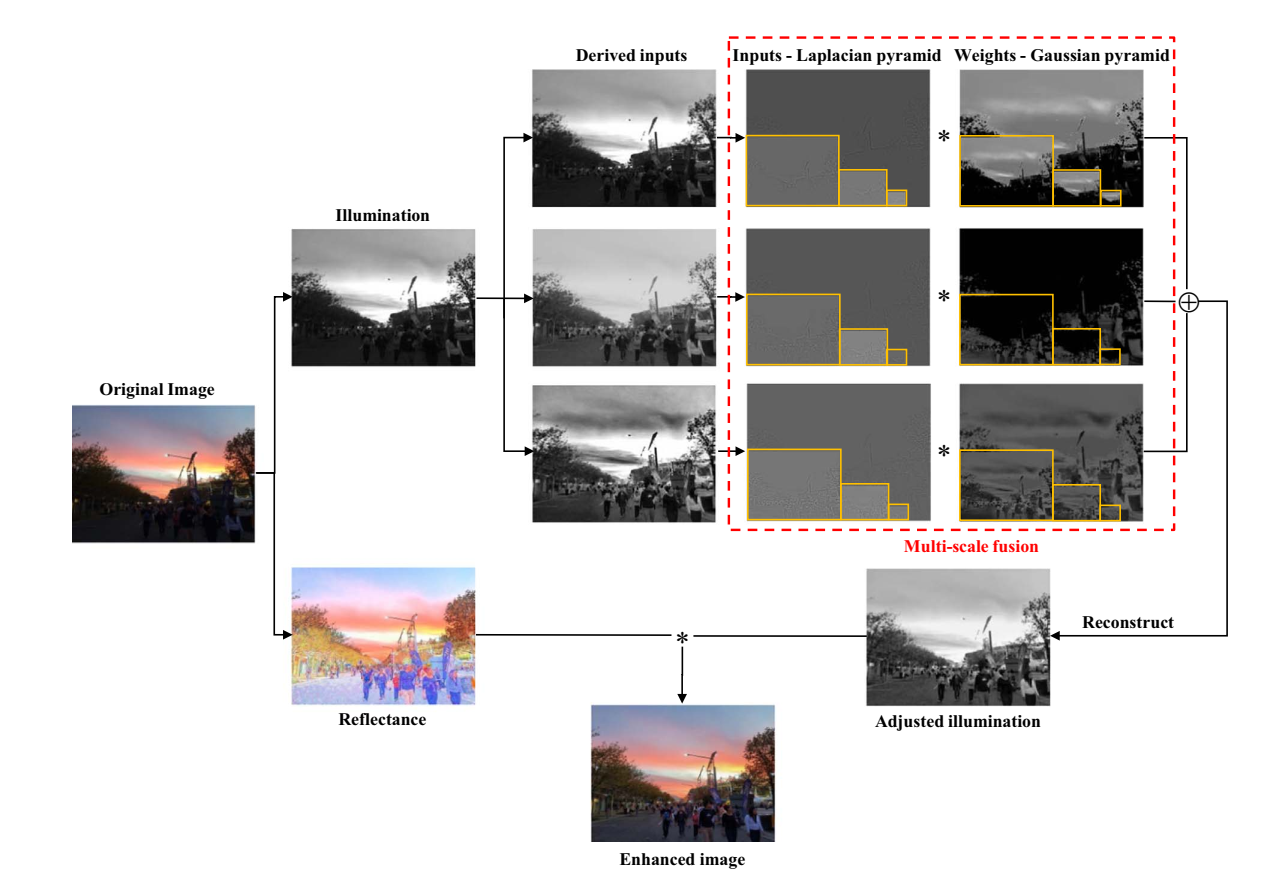 Derived inputs
Inputs - Laplacian pyramid
Weights - Gaussian pyramid
*
Illumination
*
Original Image
*
Multi-scale fusion
Reconstruct
*
Reflectance
Adjusted illumination
Enhanced image